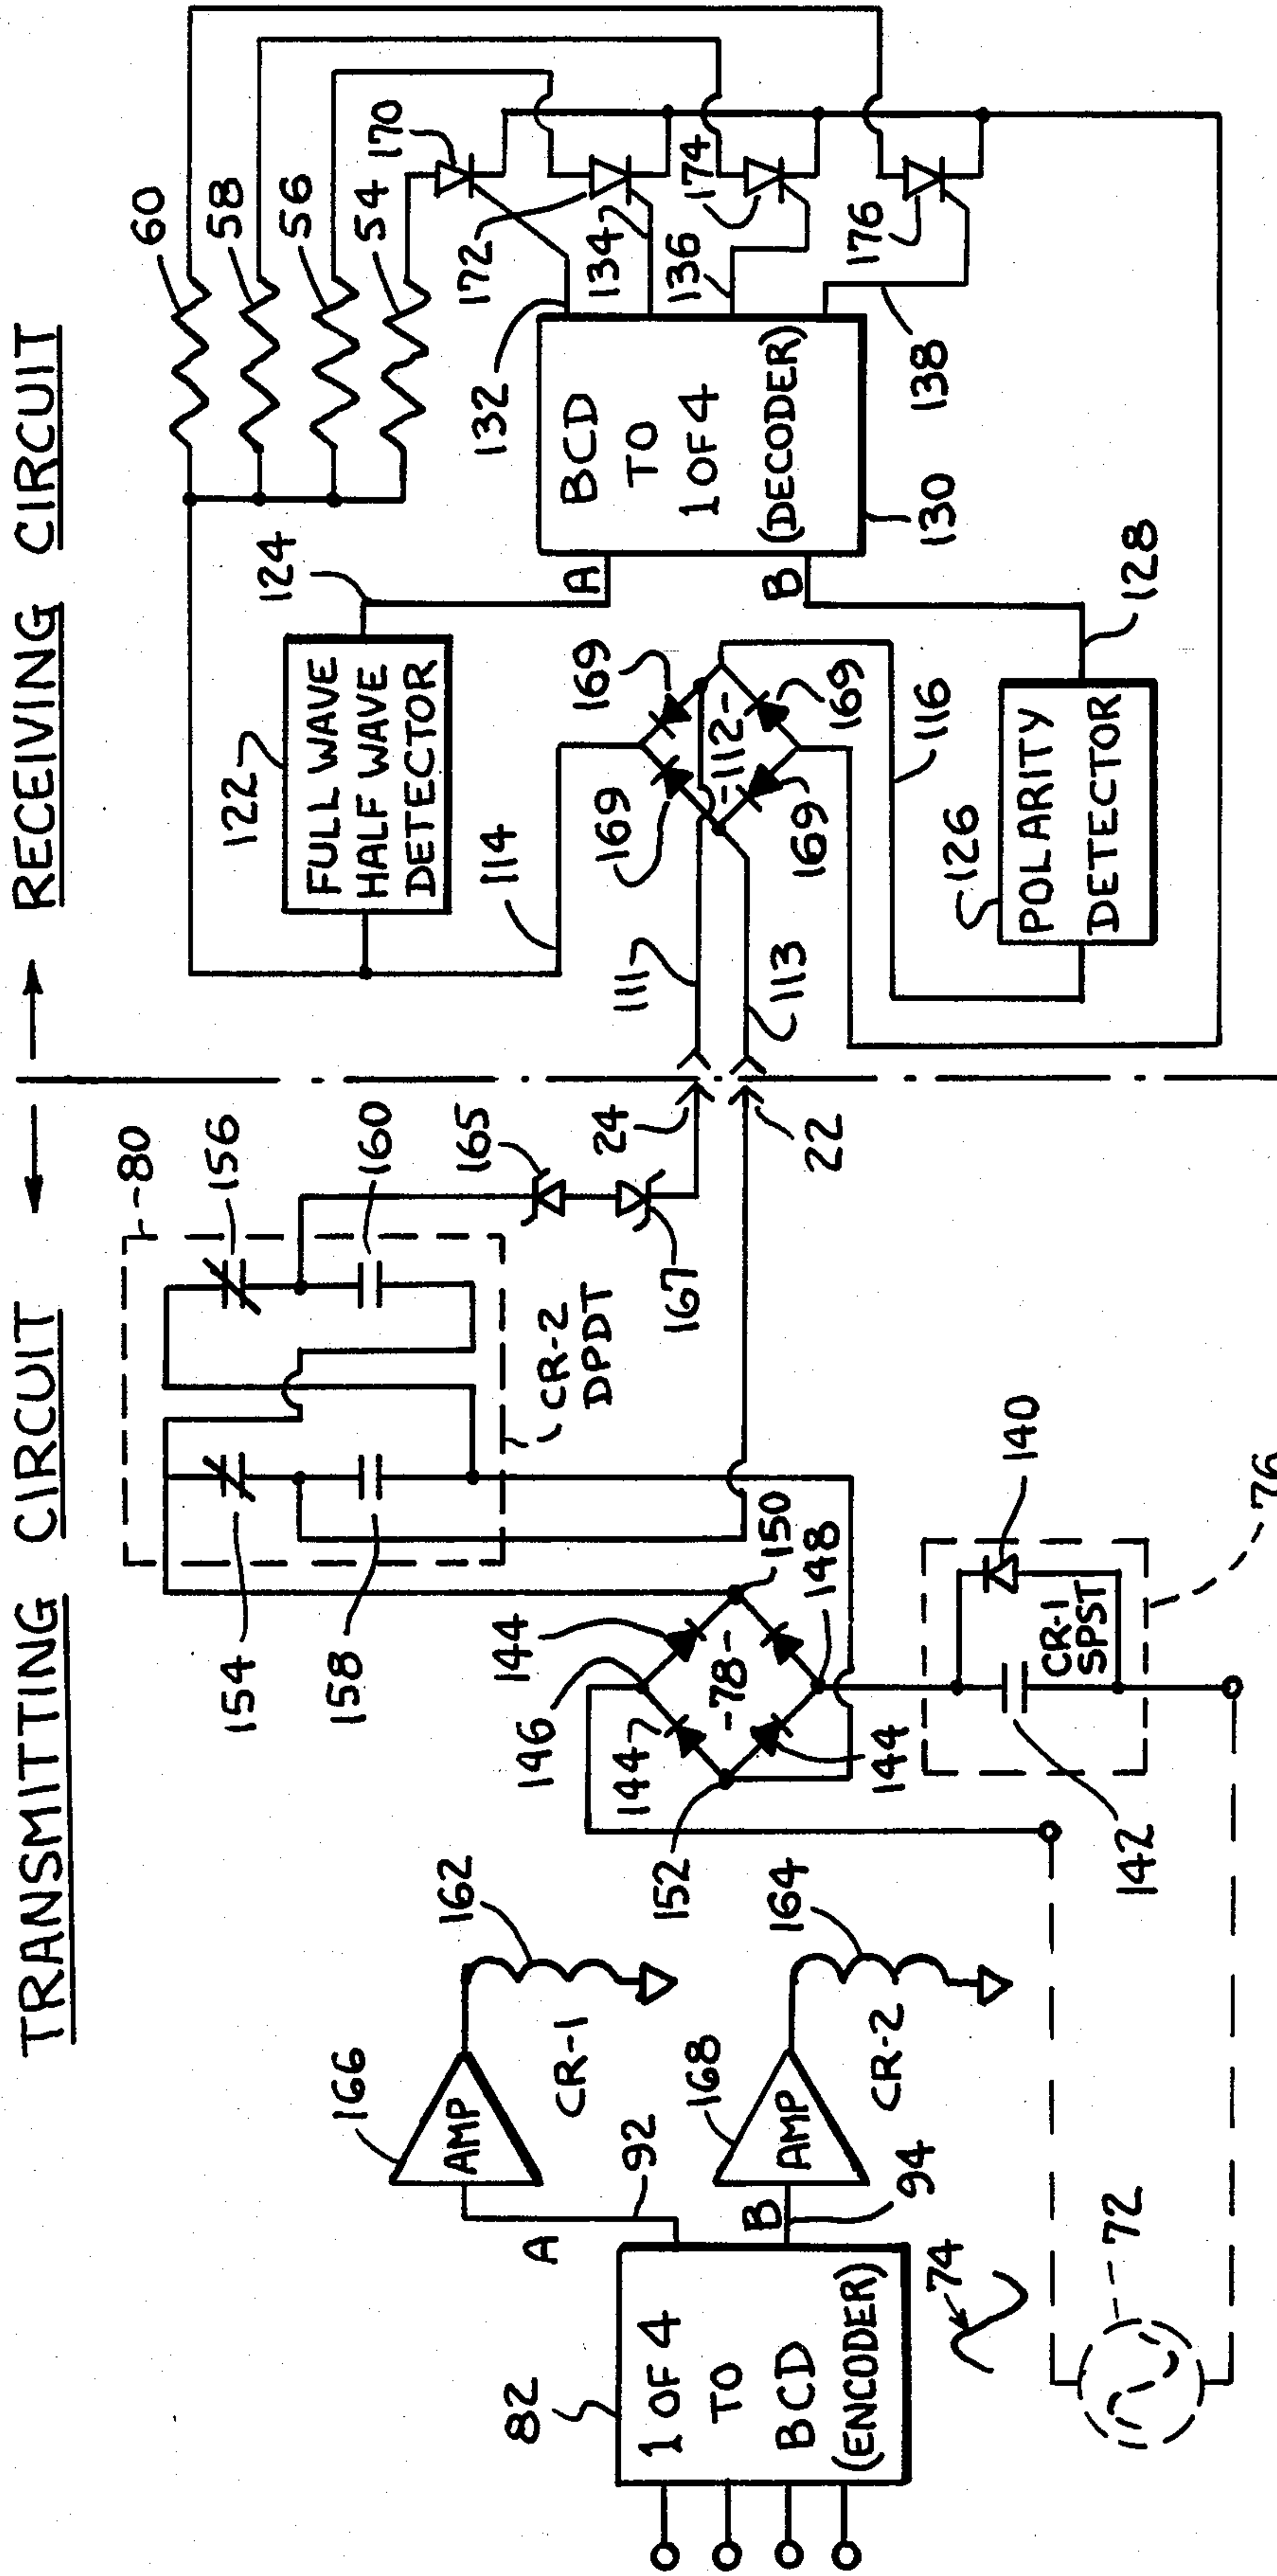 TRANSMITTING CIRCUIT
RECEIVING CIRCUIT
82
1 OF 4
TO
BCD
(ENCODER)
A
92
B
94
166
AMP
162
CR-1
168
AMP
164
CR-2
74
72
146
144
144
144
-78-
150
148
152
140
CR-1
SPST
142
76
80
154
156
158
160
CR-2
DPDT
165
167
24
22
111
113
114
116
122
FULL WAVE
HALF WAVE
DETECTOR
124
126
POLARITY
DETECTOR
128
169
169
169
169
-112-
A
B
BCD
TO
1 OF 4
(DECODER)
130
132
134
136
138
60
58
56
54
170
172
174
176